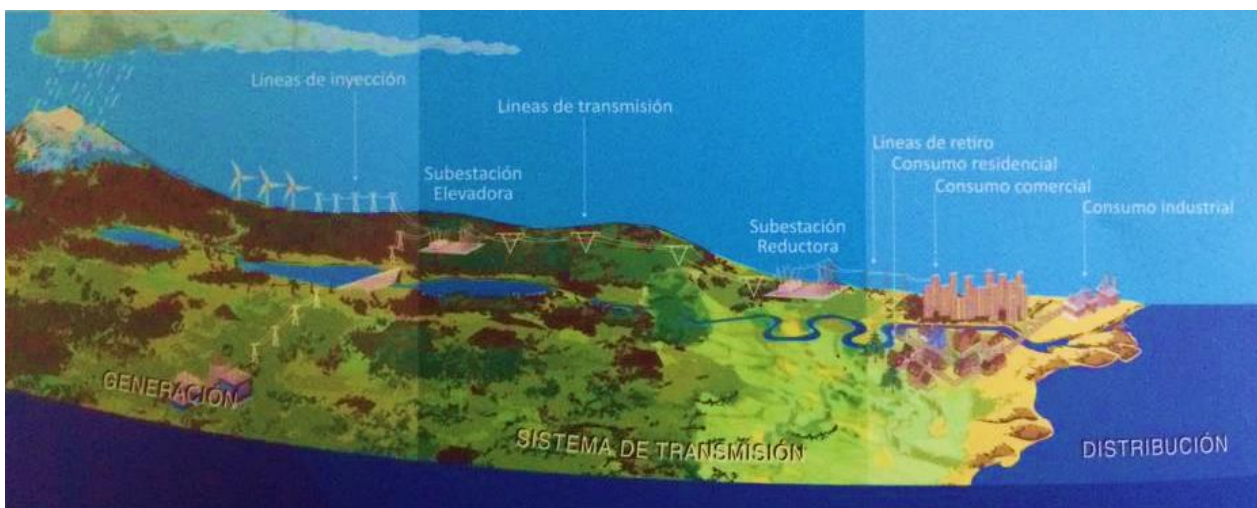 Líneas de inyección
Líneas de transmisión
Líneas de retiro
Consumo residencial
Subestación
Elevadora
Consumo comercial
Consumo industrial
Subestación
Reductora
GENERACIÓN
SISTEMA DE TRANSMISIÓN
DISTRIBUCIÓN